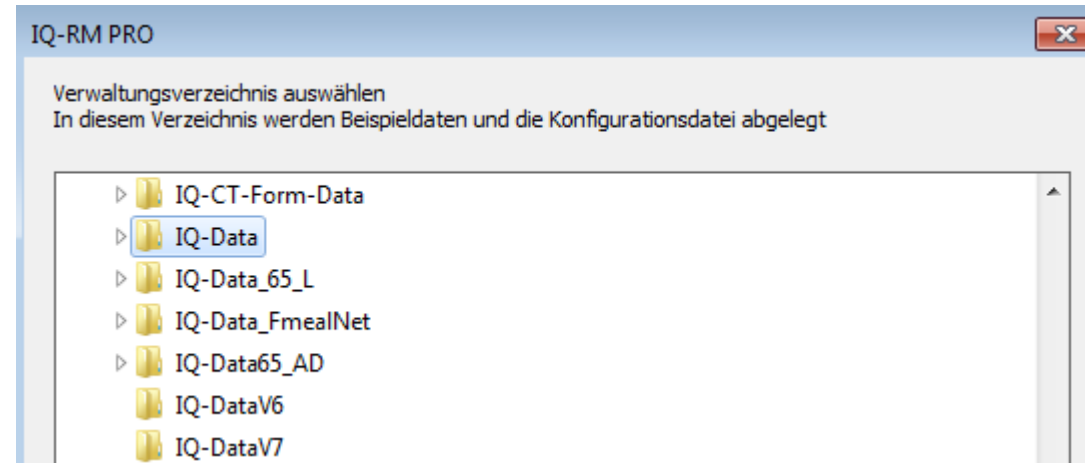 IQ-RM PRO
Verwaltungsverzeichnis auswählen
In diesem Verzeichnis werden Beispieldaten und die Konfigurationsdatei abgelegt
IQ-CT-Form-Data
IQ-Data
IQ-Data_65_L
IQ-Data_FmealNet
IQ-Data65_AD
IQ-DataV6
IQ-DataV7